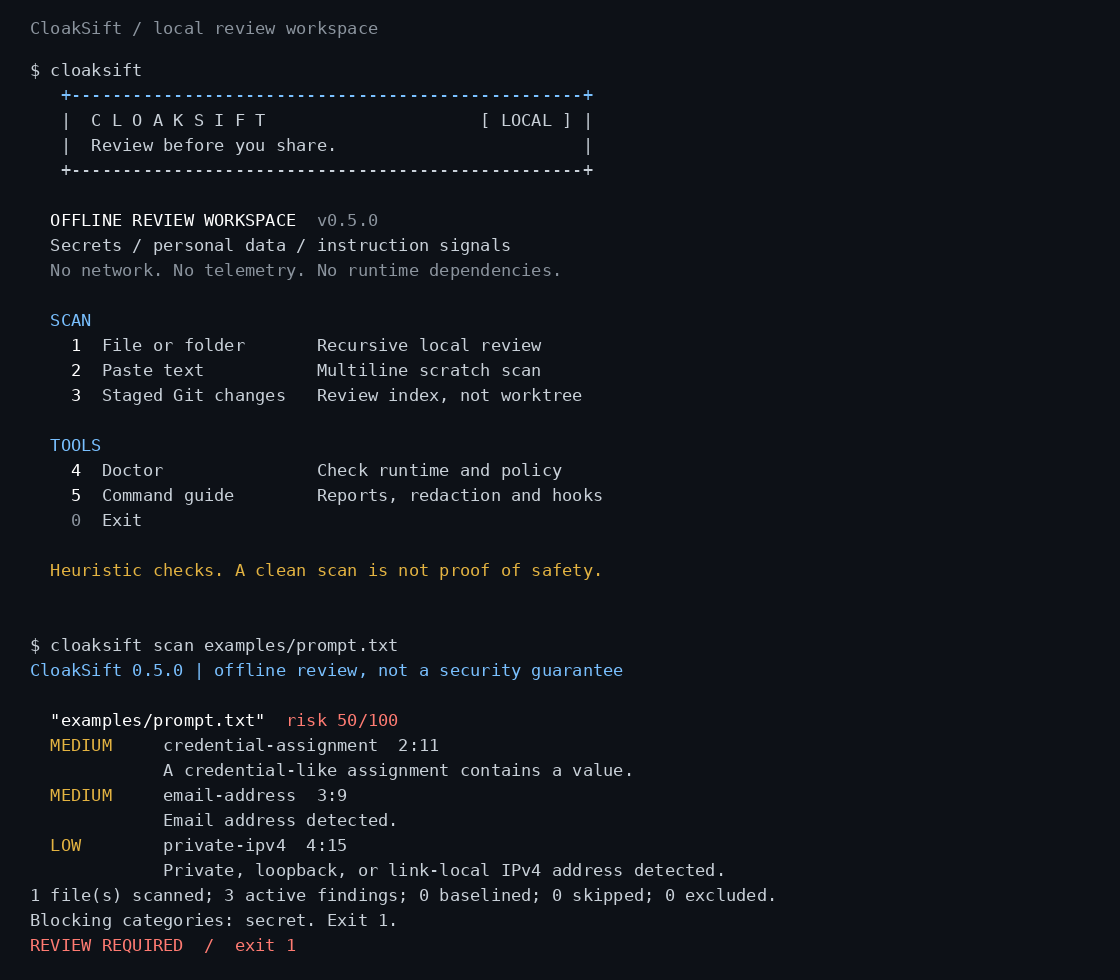 CloakSift / local review workspace
$ cloaksift
+--------------------------------------------------+
|  C L O A K S I F T                     [ LOCAL ] |
|  Review before you share.                        |
+--------------------------------------------------+
OFFLINE REVIEW WORKSPACE  v0.5.0
Secrets / personal data / instruction signals
No network. No telemetry. No runtime dependencies.
SCAN
1  File or folder       Recursive local review
2  Paste text           Multiline scratch scan
3  Staged Git changes   Review index, not worktree
TOOLS
4  Doctor               Check runtime and policy
5  Command guide        Reports, redaction and hooks
0  Exit
Heuristic checks. A clean scan is not proof of safety.
$ cloaksift scan examples/prompt.txt
CloakSift 0.5.0 | offline review, not a security guarantee
"examples/prompt.txt"  risk 50/100
MEDIUM     credential-assignment  2:11
A credential-like assignment contains a value.
MEDIUM     email-address  3:9
Email address detected.
LOW        private-ipv4  4:15
Private, loopback, or link-local IPv4 address detected.
1 file(s) scanned; 3 active findings; 0 baselined; 0 skipped; 0 excluded.
Blocking categories: secret. Exit 1.
REVIEW REQUIRED  /  exit 1